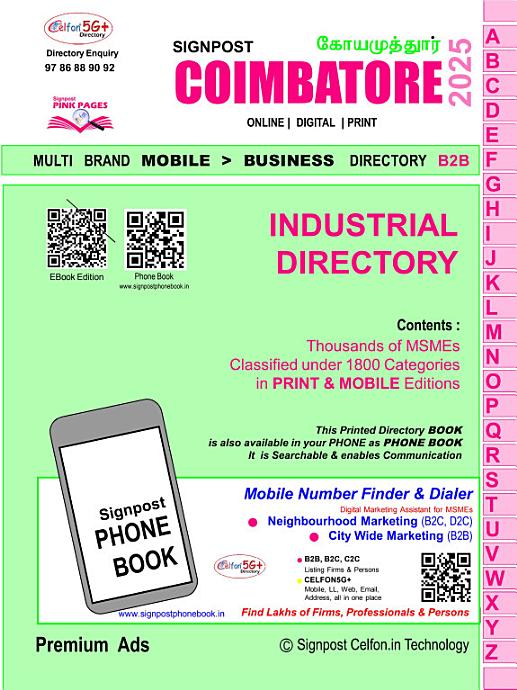 Celfon 5G+
Directory
Directory Enquiry
97 86 88 90 92
Signpost
PINK PAGES
SIGNPOST
கோயமுத்தூர்
COIMBATORE
2025
ONLINE | DIGITAL | PRINT
MULTI BRAND MOBILE > BUSINESS DIRECTORY B2B
EBook Edition
Phone Book
www.signpostphonebook.in
INDUSTRIAL
DIRECTORY
Contents :
Thousands of MSMEs
Classified under 1800 Categories
in PRINT & MOBILE Editions
This Printed Directory BOOK
is also available in your PHONE as PHONE BOOK
It is Searchable & enables Communication
Signpost
PHONE
BOOK
Mobile Number Finder & Dialer
Digital Marketing Assistant for MSMEs
Neighbourhood Marketing (B2C, D2C)
City Wide Marketing (B2B)
Celfon 5G+
Directory
B2B, B2C, C2C
Listing Firms & Persons
CELFON5G+
Mobile, LL, Web, Email,
Address, all in one place
www.signpostphonebook.in
Find Lakhs of Firms, Professionals & Persons
Premium Ads
© Signpost Celfon.in Technology
A
B
C
D
E
F
G
H
I
J
K
L
M
N
O
P
Q
R
S
T
U
V
W
X
Y
Z